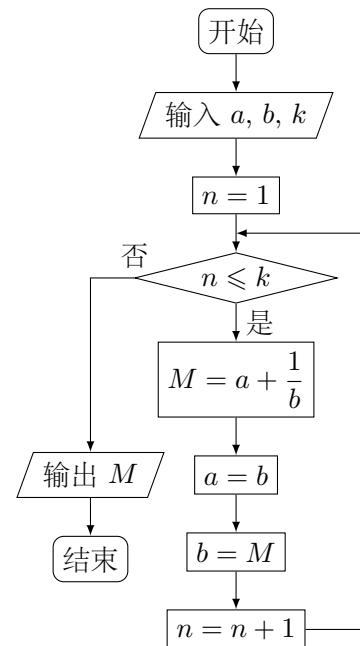 开始
输入 a, b, k
n = 1
n ⩽ k
否
是
M = a + 1/b
a = b
输出 M
b = M
结束
n = n + 1